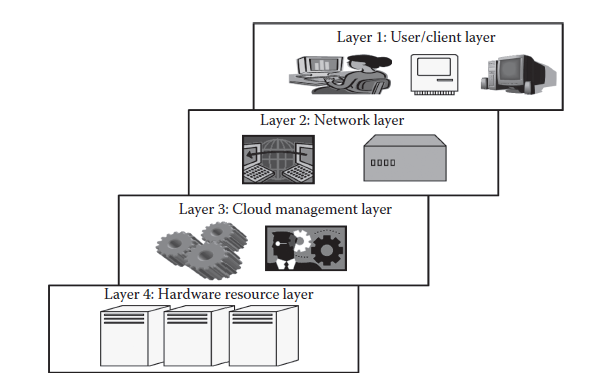 Layer 1: User/client layer
Layer 2: Network layer
Layer 3: Cloud management layer
Layer 4: Hardware resource layer